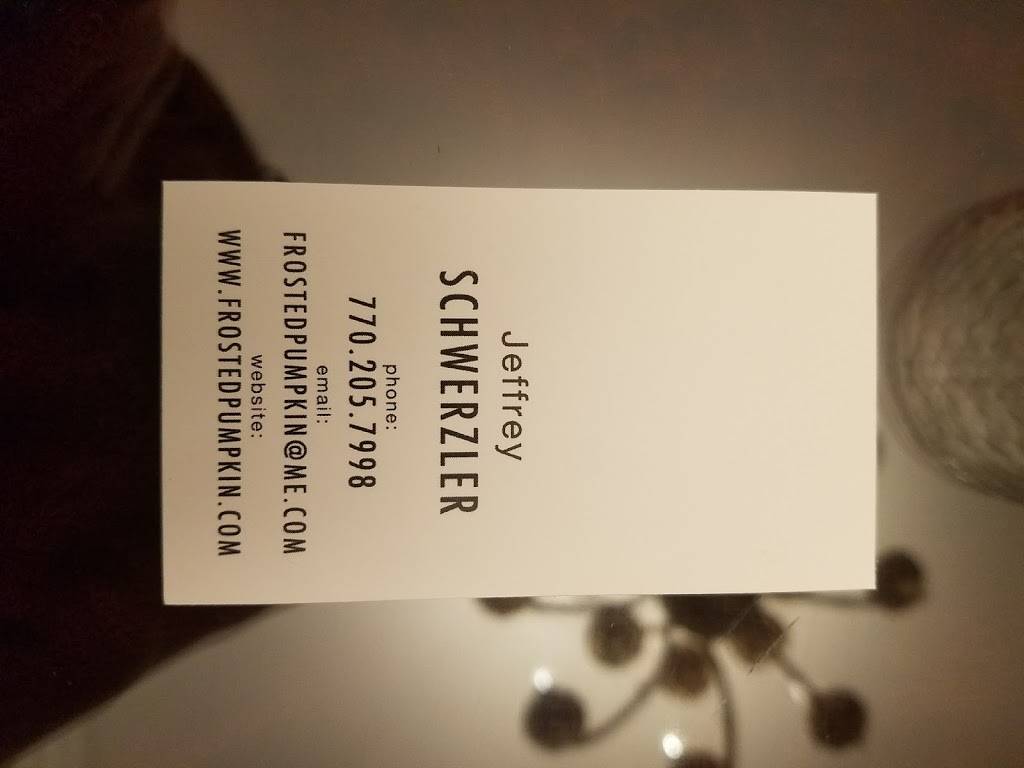 Jeffrey
SCHWERZLER
phone:
770.205.7998
email:
FROSTEDPUMPKIN@ME.COM
website:
WWW.FROSTEDPUMPKIN.COM